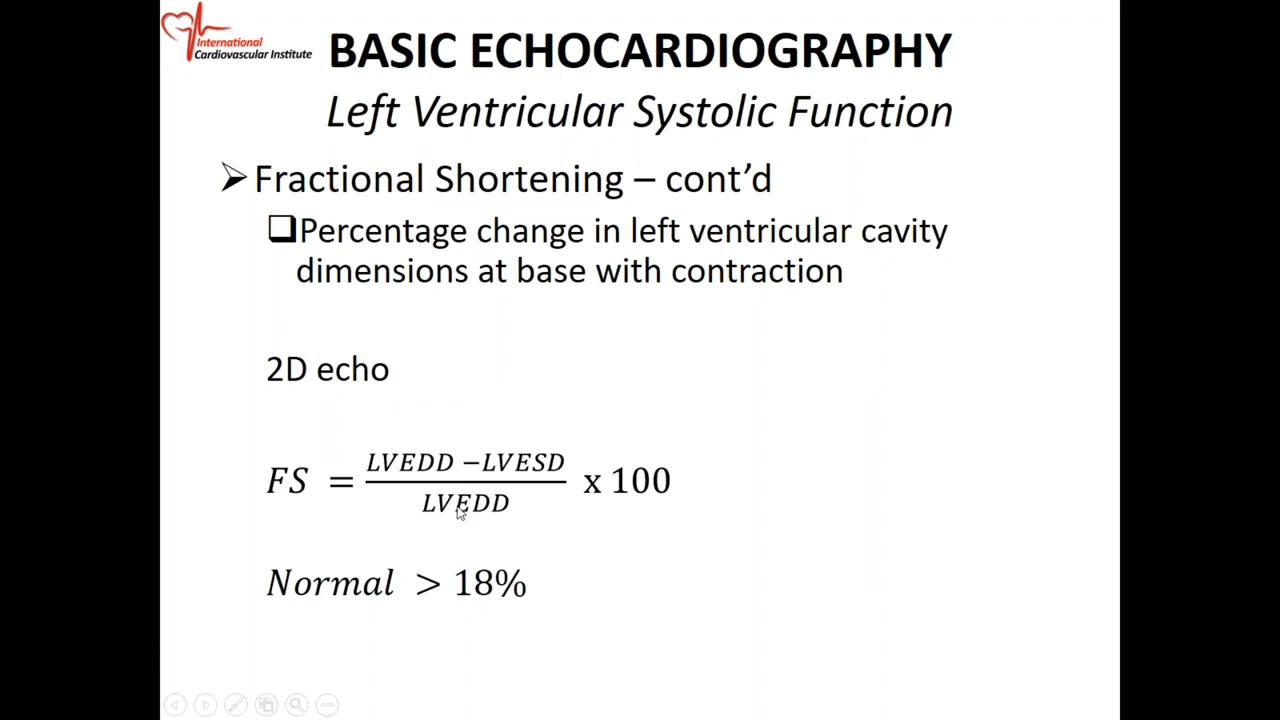 International
Cardiovascular Institute
BASIC ECHOCARDIOGRAPHY
Left Ventricular Systolic Function
➢Fractional Shortening – cont’d
❑Percentage change in left ventricular cavity
dimensions at base with contraction
2D echo
FS = (LVEDD −LVESD)/LVEDD x 100
Normal > 18%